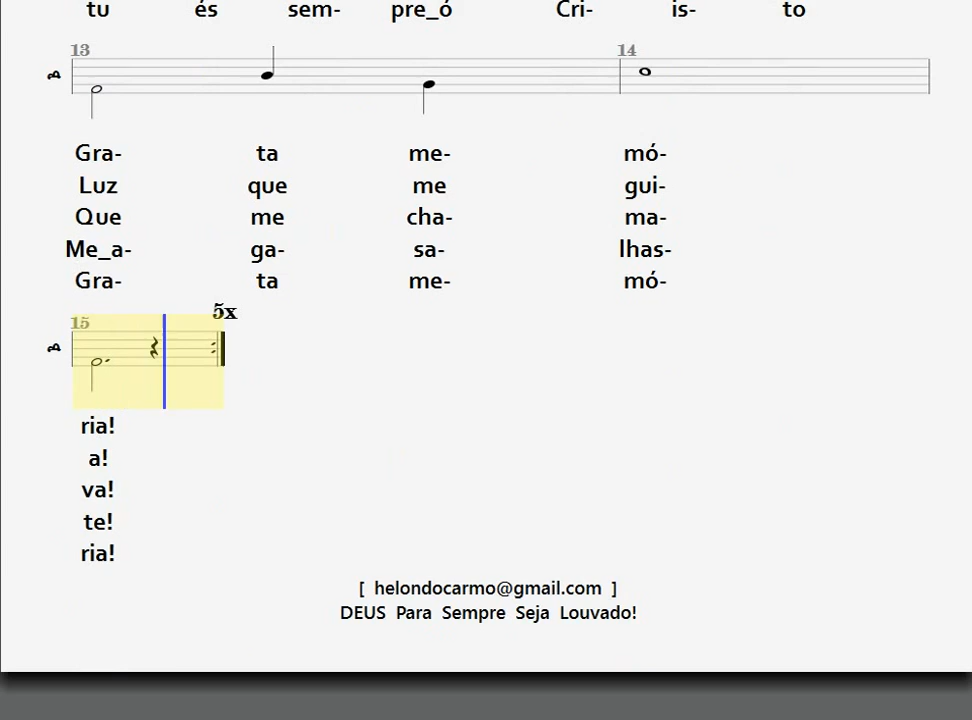 tu és sem- pre_ó Cri- is- to
13 14
Gra- ta me- mó-
Luz que me gui-
Que me cha- ma-
Me_a- ga- sa- lhas-
Gra- ta me- mó-
5x
15
ria!
a!
va!
te!
ria!
[ helondocarmo@gmail.com ]
DEUS Para Sempre Seja Louvado!